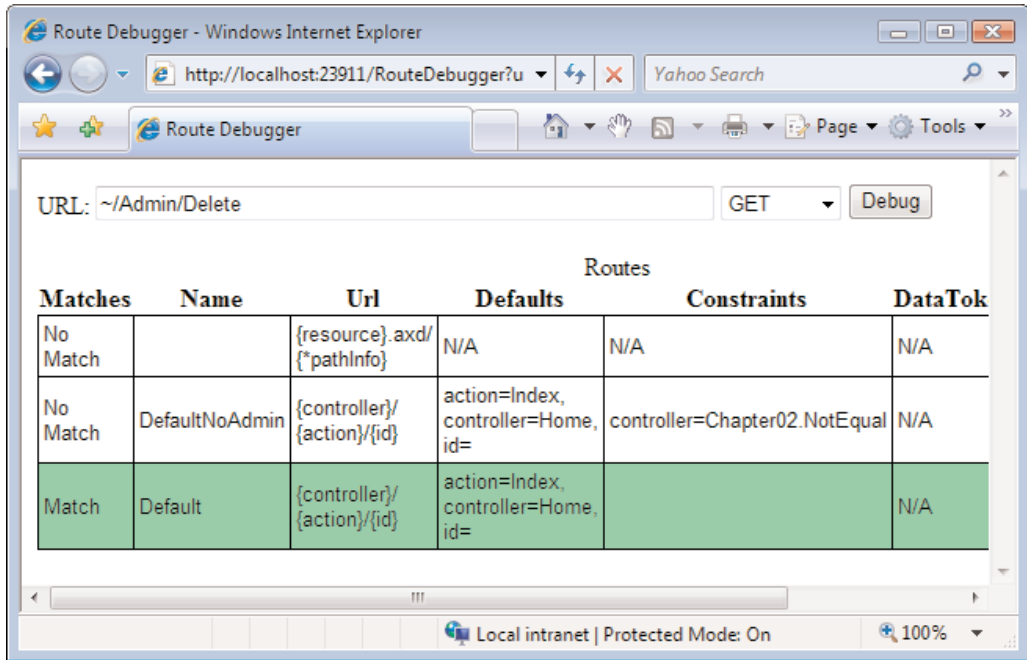 Route Debugger - Windows Internet Explorer
http://localhost:23911/RouteDebugger?u
Yahoo Search
Route Debugger
Page
Tools
URL: ~/Admin/Delete GET Debug
Routes
Matches Name Url Defaults Constraints DataTok
No Match {resource}.axd/{*pathInfo} N/A N/A N/A
No Match DefaultNoAdmin {controller}/{action}/{id} action=Index, controller=Home, id= controller=Chapter02.NotEqual N/A
Match Default {controller}/{action}/{id} action=Index, controller=Home, id= N/A
Local intranet | Protected Mode: On 100%